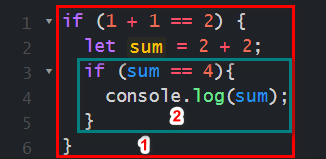 1 if (1 + 1 == 2) {
2 let sum = 2 + 2;
3 if (sum == 4){
4 console.log(sum);
5 }
2
6 }
1